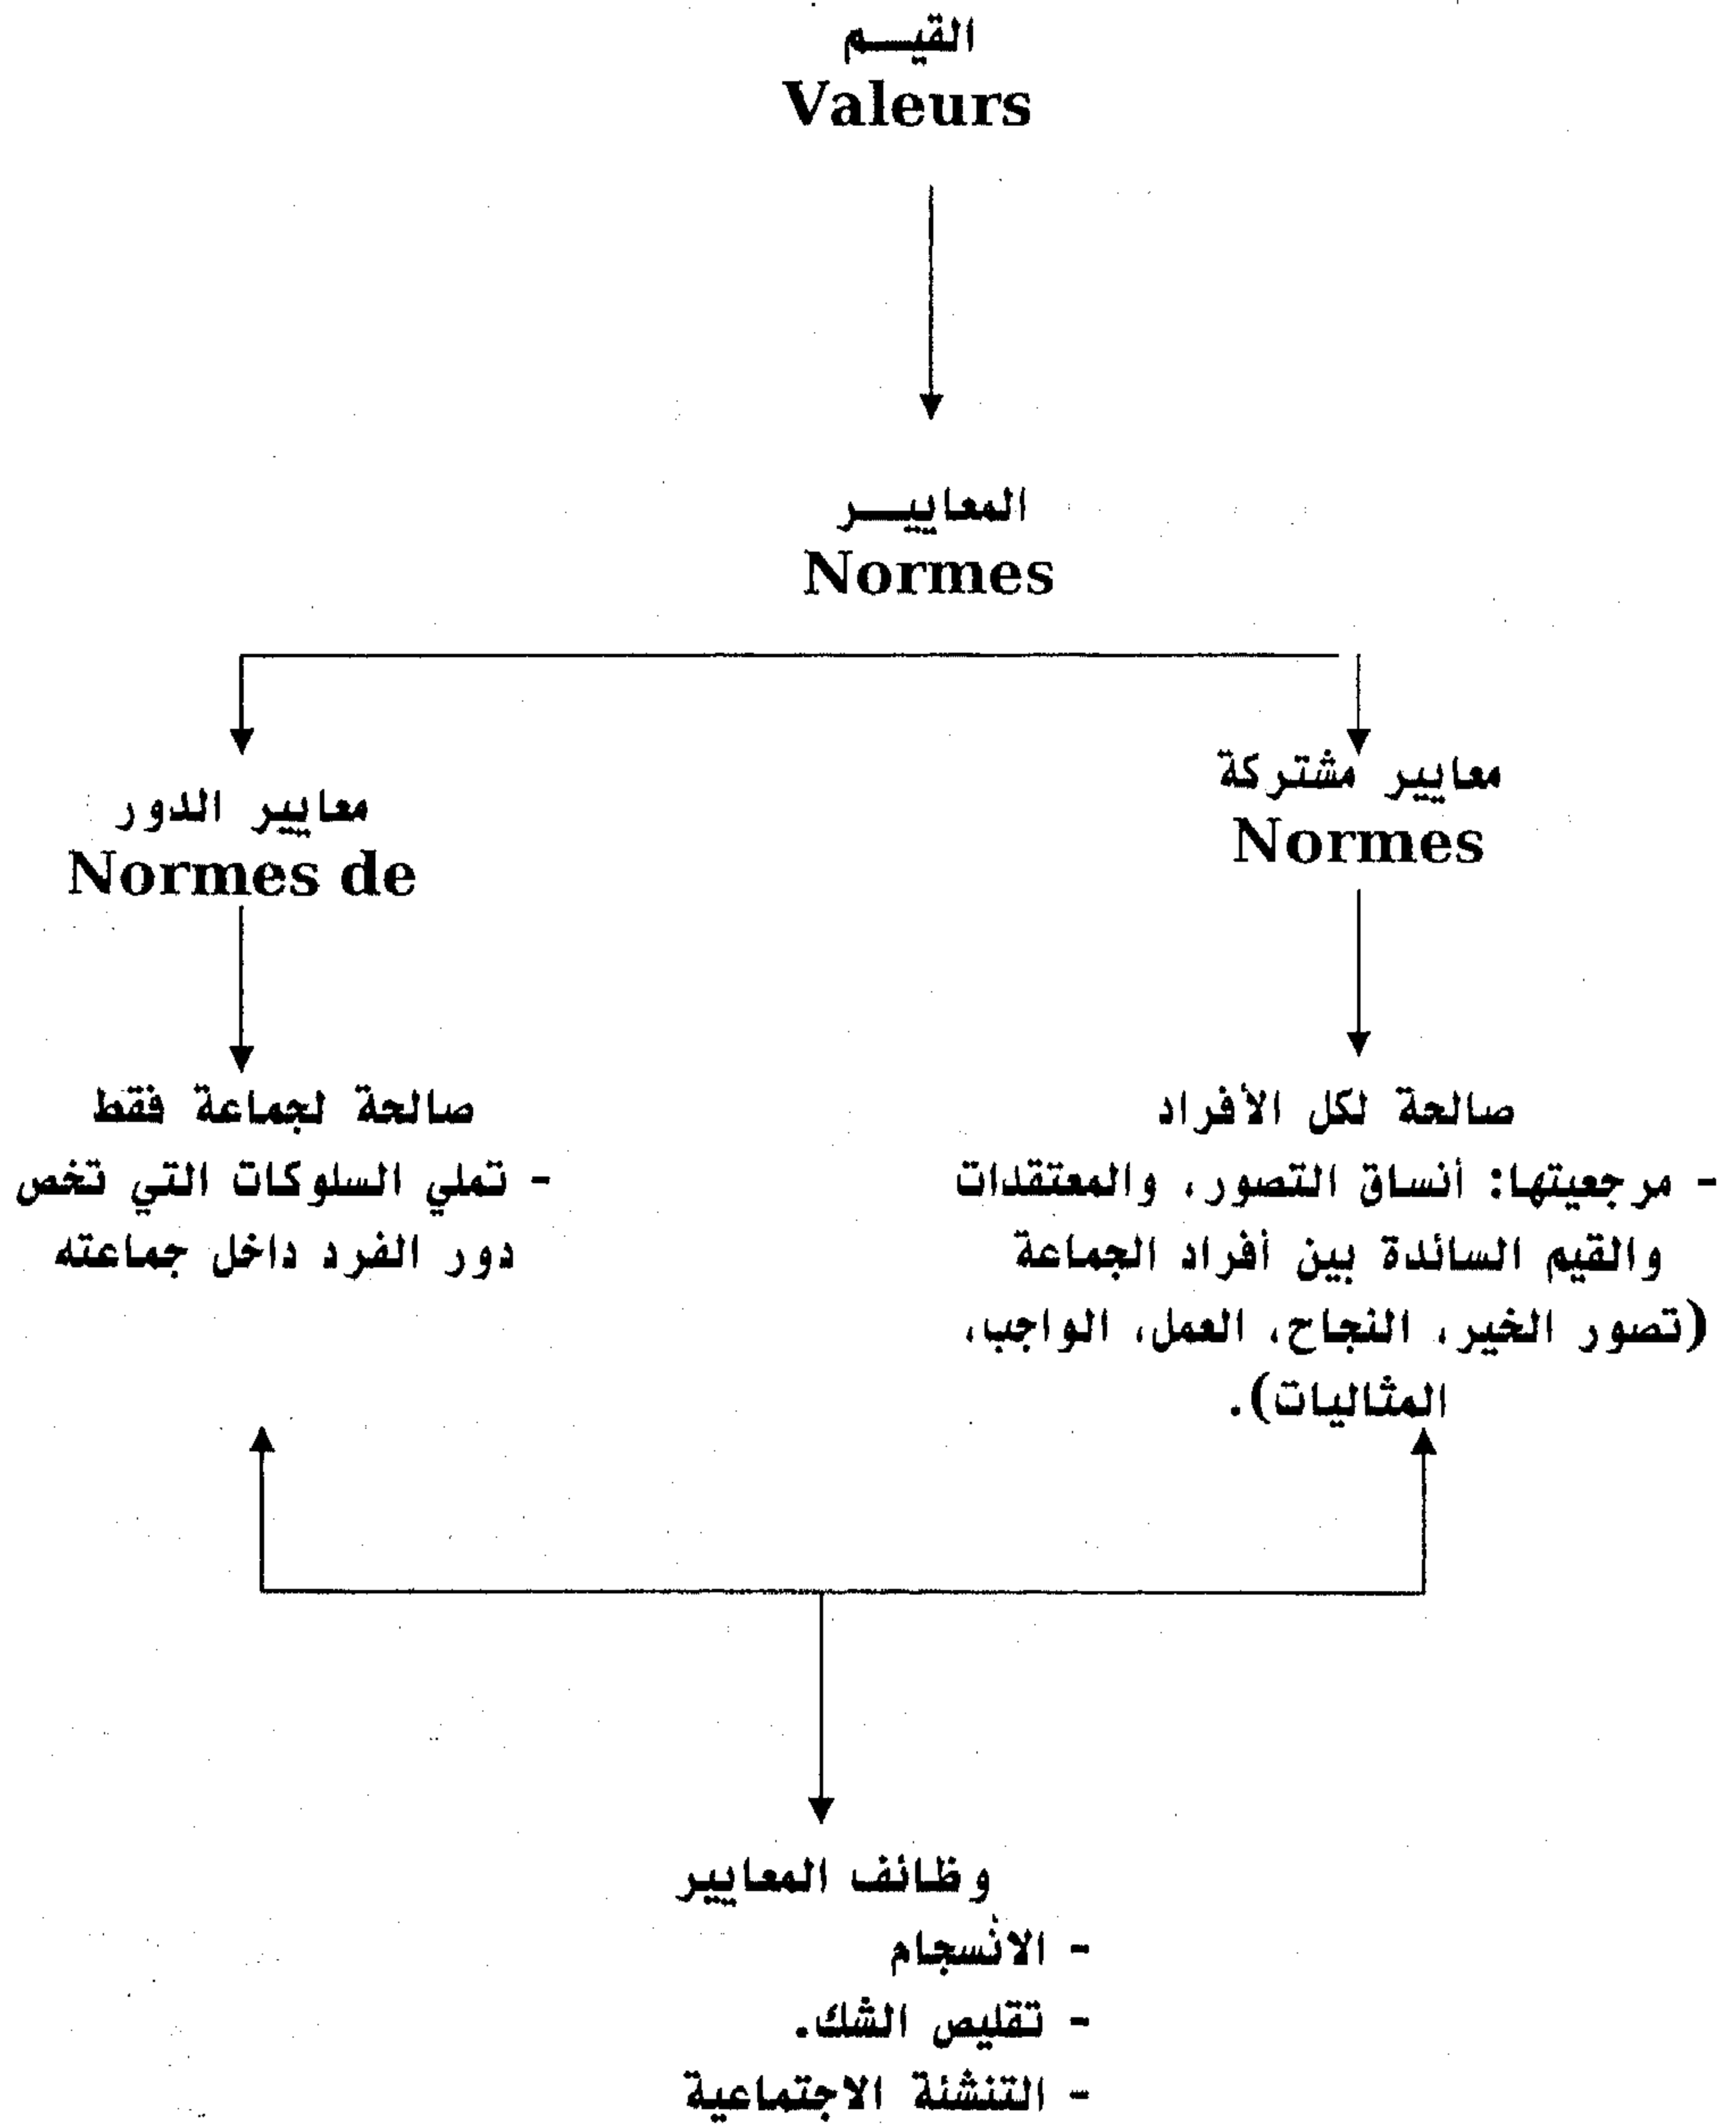 القيــم
Valeurs
المعاييــر
Normes
معايير مشتركة
Normes
معايير الدور
Normes de
صالحة لكل الأفراد
- مرجعيتها: أنساق التصور، والمعتقدات
والقيم السائدة بين أفراد الجماعة
(تصور الخير، النجاح، العمل، الواجب،
المثاليات).
صالحة لجماعة فقط
- تملي السلوكات التي تخص
دور الفرد داخل جماعته
وظائف المعايير
- الانسجام
- تقليص الشك.
- التنشئة الاجتماعية